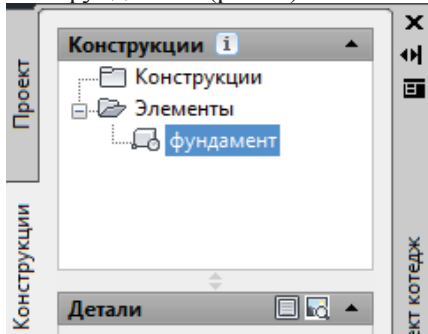 Проект
Конструкции
Конструкции
Элементы
фундамент
Конструкции
Детали
ект котедж